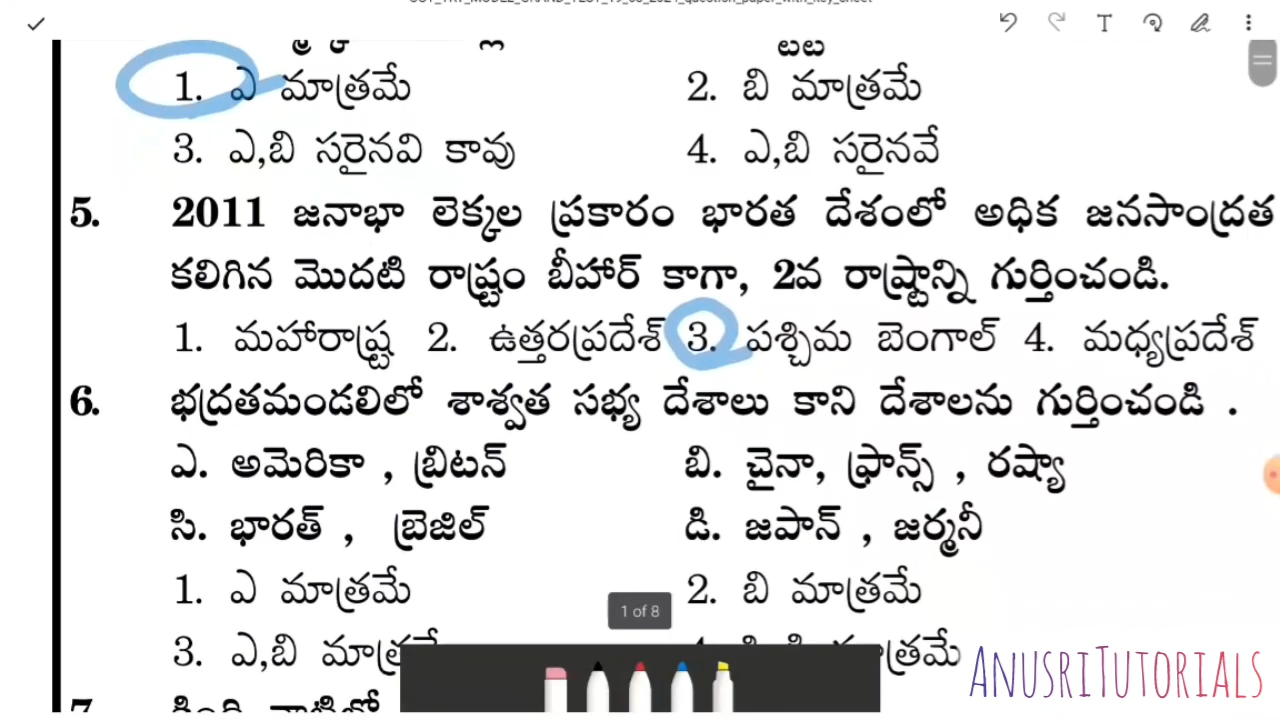 1. ఎ మాత్రమే 2. బి మాత్రమే
3. ఎ,బి సరైనవి కావు 4. ఎ,బి సరైనవే
5. 2011 జనాభా లెక్కల ప్రకారం భారత దేశంలో అధిక జనసాంద్రత
కలిగిన మొదటి రాష్ట్రం బీహార్ కాగా, 2వ రాష్ట్రాన్ని గుర్తించండి.
1. మహారాష్ట్ర 2. ఉత్తరప్రదేశ్ 3. పశ్చిమ బెంగాల్ 4. మధ్యప్రదేశ్
6. భద్రతమండలిలో శాశ్వత సభ్య దేశాలు కాని దేశాలను గుర్తించండి .
ఎ. అమెరికా , బ్రిటన్ బి. చైనా, ఫ్రాన్స్ , రష్యా
సి. భారత్ , బ్రెజిల్ డి. జపాన్ , జర్మనీ
1. ఎ మాత్రమే 2. బి మాత్రమే
1 of 8
3. ఎ,బి
ANUSRITUTORIALS